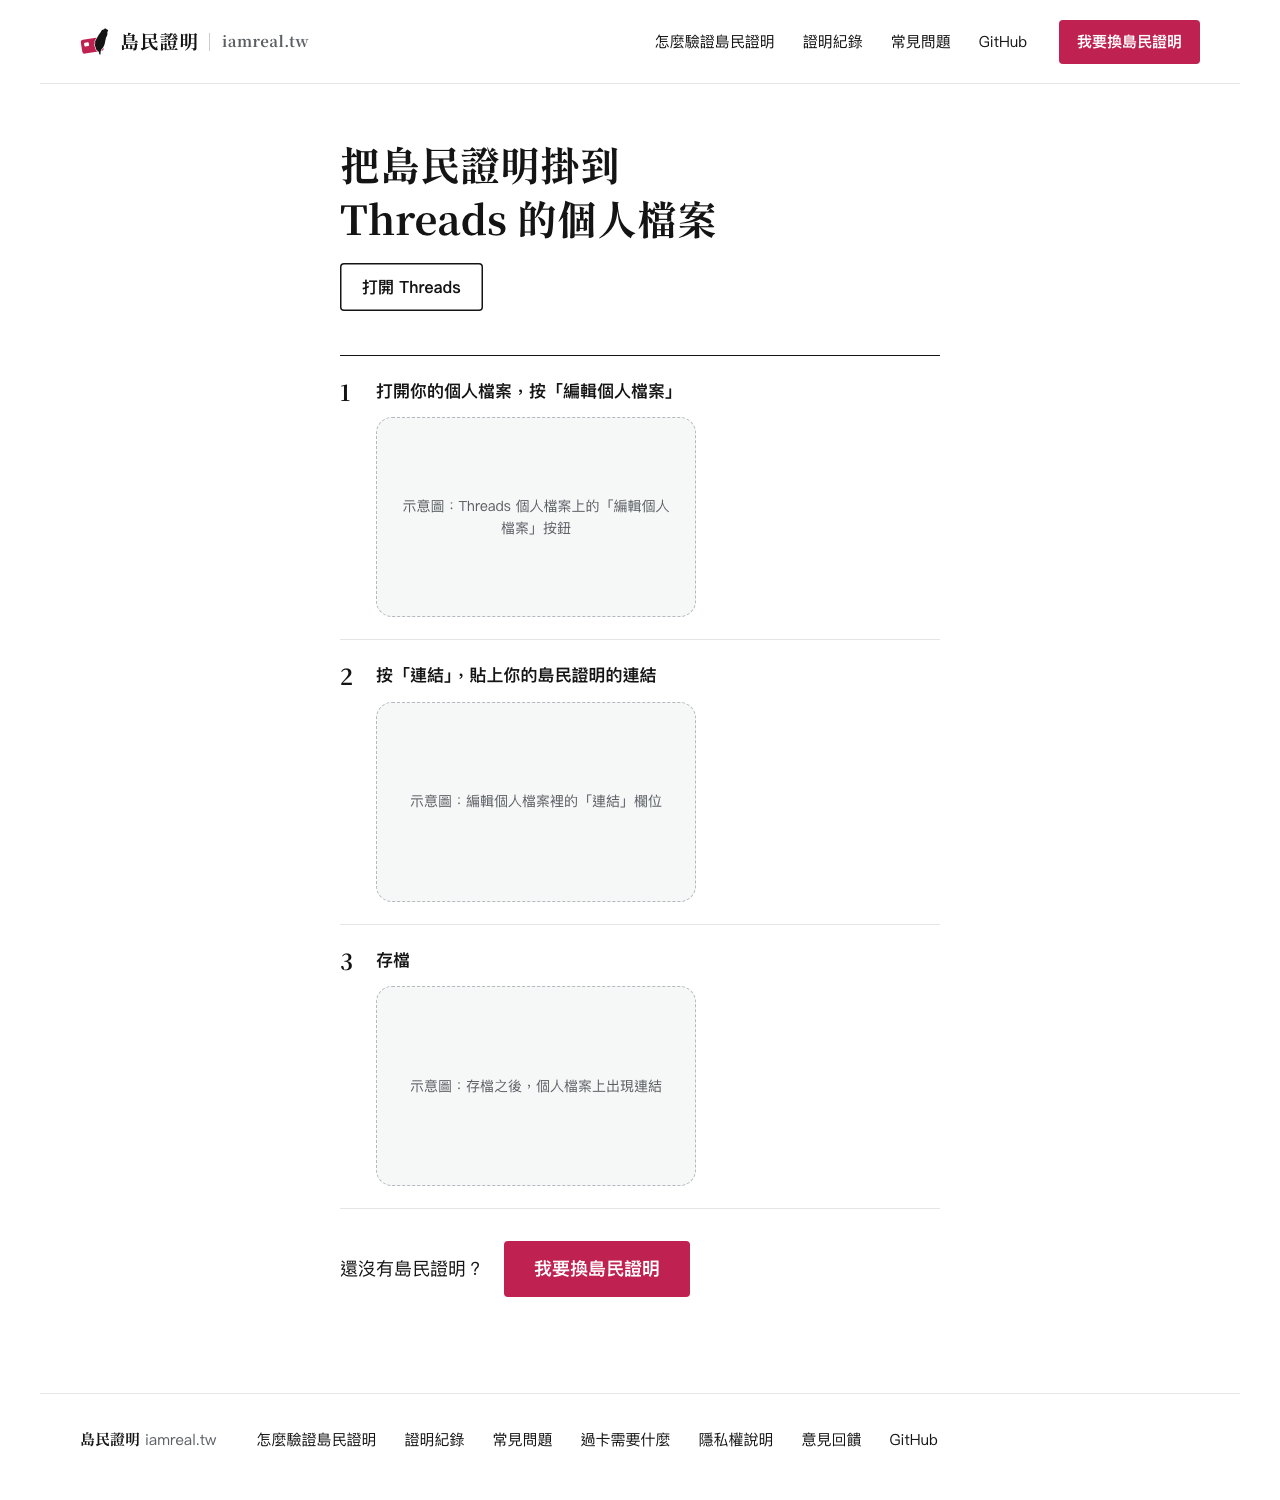 島民證明 iamreal.tw 怎麼驗證島民證明 證明紀錄 常見問題 GitHub 我要換島民證明
把島民證明掛到
Threads 的個人檔案
打開 Threads
1 打開你的個人檔案，按「編輯個人檔案」
示意圖：Threads 個人檔案上的「編輯個人
檔案」按鈕
2 按「連結」，貼上你的島民證明的連結
示意圖：編輯個人檔案裡的「連結」欄位
3 存檔
示意圖：存檔之後，個人檔案上出現連結
還沒有島民證明？ 我要換島民證明
島民證明 iamreal.tw 怎麼驗證島民證明 證明紀錄 常見問題 過卡需要什麼 隱私權說明 意見回饋 GitHub